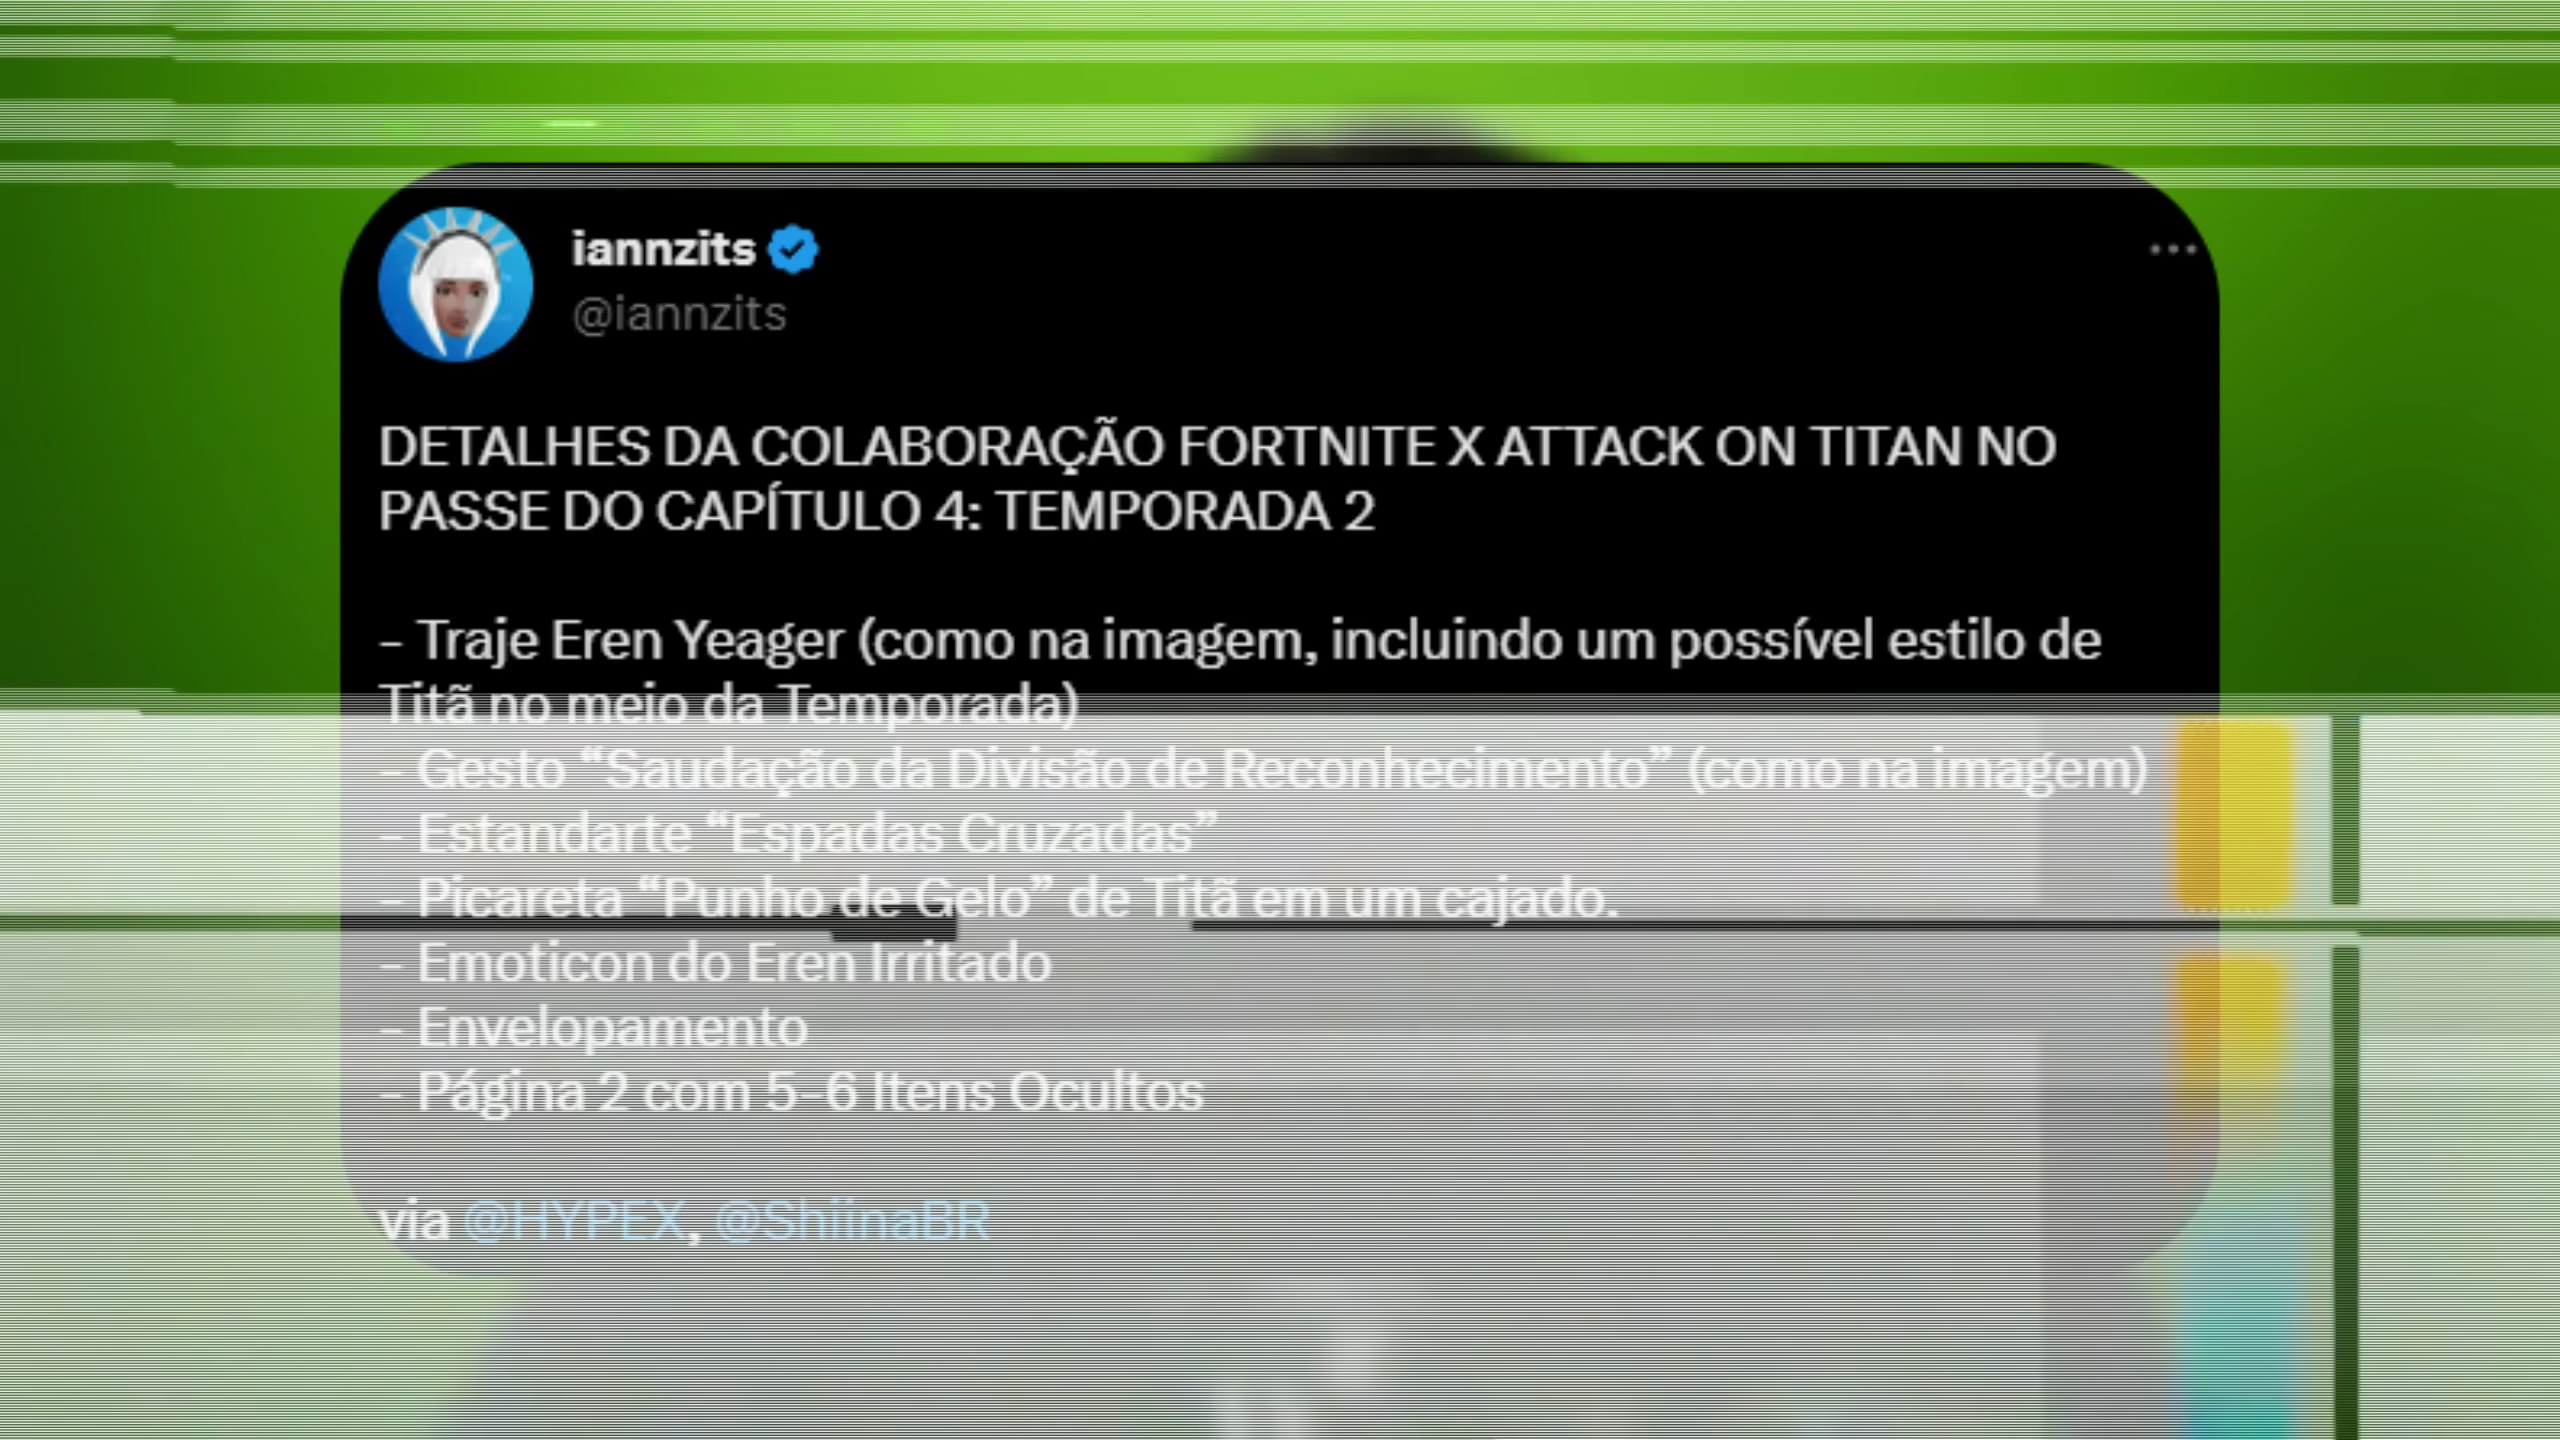 iannzits
@iannzits
DETALHES DA COLABORAÇÃO FORTNITE X ATTACK ON TITAN NO
PASSE DO CAPÍTULO 4: TEMPORADA 2
- Traje Eren Yeager (como na imagem, incluindo um possível estilo de
Titã no meio da Temporada)
- Gesto “Saudação da Divisão de Reconhecimento” (como na imagem)
- Estandarte “Espadas Cruzadas”
- Picareta “Punho de Gelo” de Titã em um cajado.
- Emoticon do Eren Irritado
- Envelopamento
- Página 2 com 5-6 Itens Ocultos
via @HYPEX, @ShiinaBR